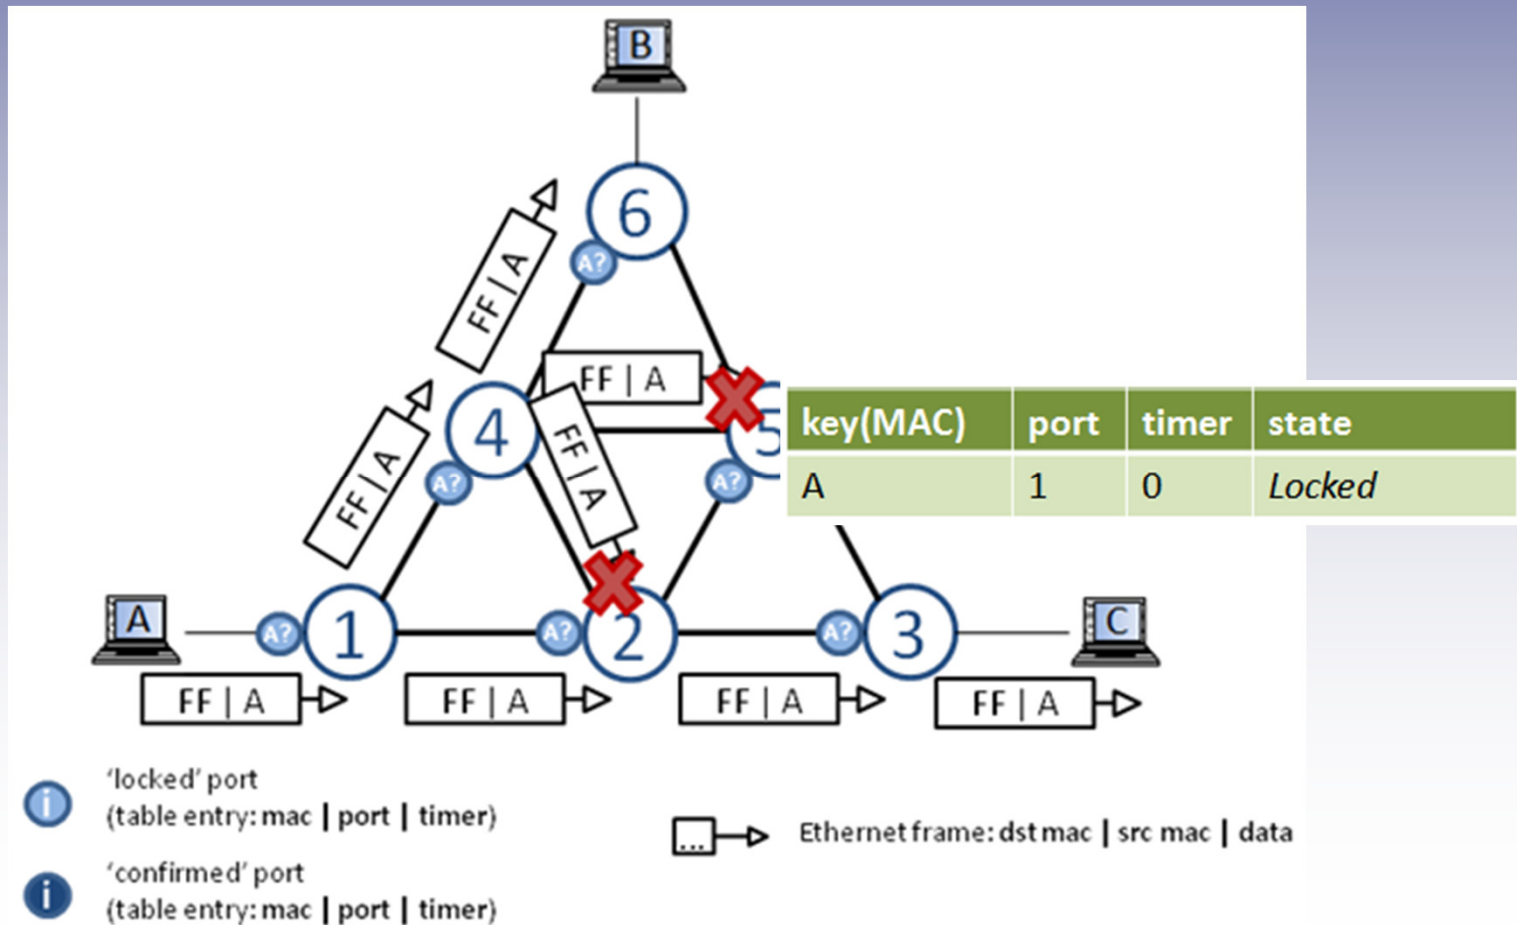 B
6
A?
FF | A
FF | A
FF | A
4
5
key(MAC) port timer state
A 1 0 Locked
FF | A
A?
A?
A
A?
1
A?
2
A?
3
C
FF | A
FF | A
FF | A
FF | A
i
'locked' port
(table entry: mac | port | timer)
...
Ethernet frame: dst mac | src mac | data
i
'confirmed' port
(table entry: mac | port | timer)